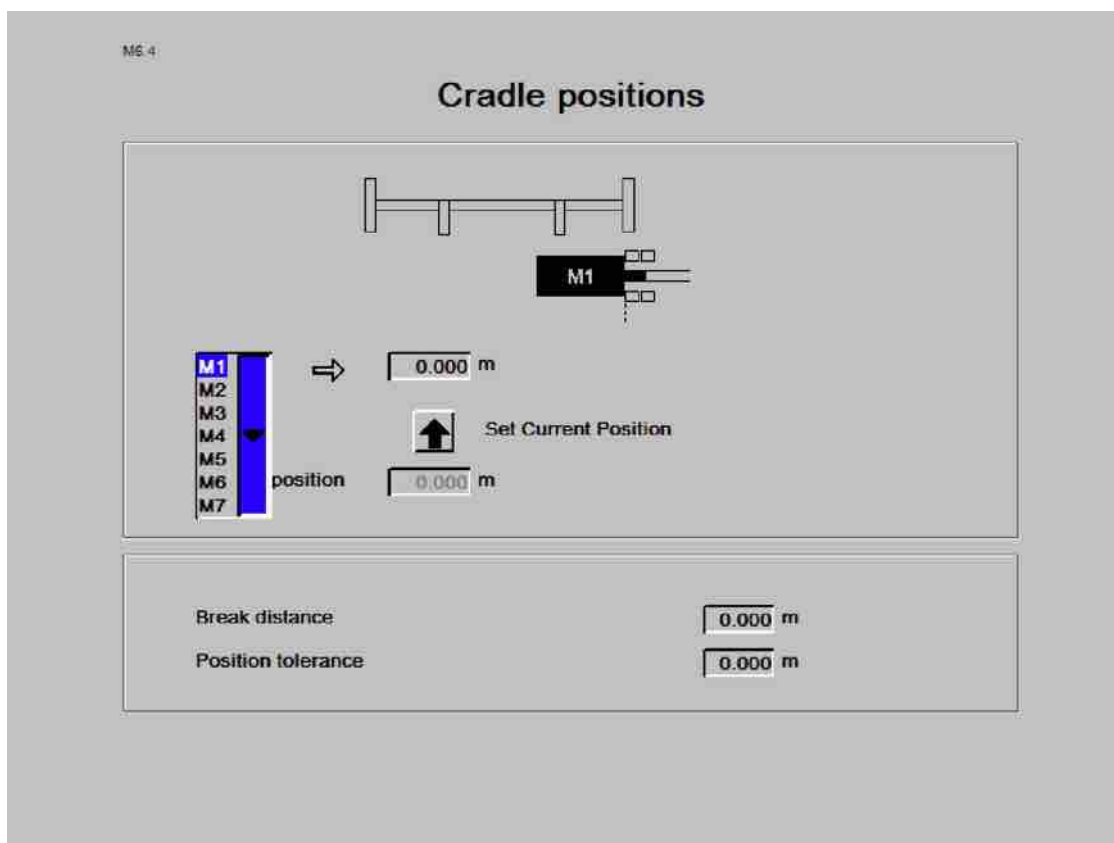 M6.4
Cradle positions
M1
M1
0.000 m
M2
M3
M4
Set Current Position
M5
M6
position
0.000 m
M7
Break distance
0.000 m
Position tolerance
0.000 m